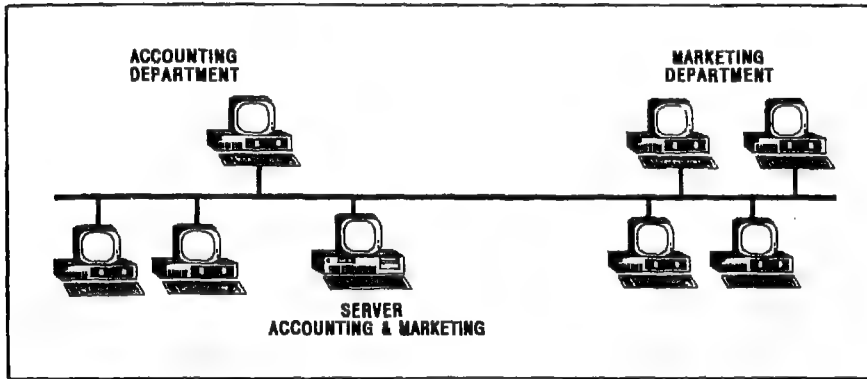 ACCOUNTING
DEPARTMENT
MARKETING
DEPARTMENT
SERVER
ACCOUNTING & MARKETING